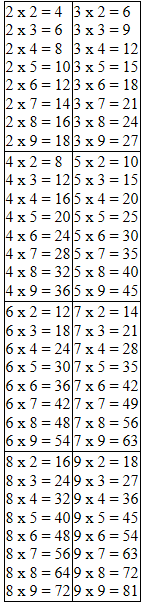 2 x 2 = 4
2 x 3 = 6
2 x 4 = 8
2 x 5 = 10
2 x 6 = 12
2 x 7 = 14
2 x 8 = 16
2 x 9 = 18
3 x 2 = 6
3 x 3 = 9
3 x 4 = 12
3 x 5 = 15
3 x 6 = 18
3 x 7 = 21
3 x 8 = 24
3 x 9 = 27
4 x 2 = 8
4 x 3 = 12
4 x 4 = 16
4 x 5 = 20
4 x 6 = 24
4 x 7 = 28
4 x 8 = 32
4 x 9 = 36
5 x 2 = 10
5 x 3 = 15
5 x 4 = 20
5 x 5 = 25
5 x 6 = 30
5 x 7 = 35
5 x 8 = 40
5 x 9 = 45
6 x 2 = 12
6 x 3 = 18
6 x 4 = 24
6 x 5 = 30
6 x 6 = 36
6 x 7 = 42
6 x 8 = 48
6 x 9 = 54
7 x 2 = 14
7 x 3 = 21
7 x 4 = 28
7 x 5 = 35
7 x 6 = 42
7 x 7 = 49
7 x 8 = 56
7 x 9 = 63
8 x 2 = 16
8 x 3 = 24
8 x 4 = 32
8 x 5 = 40
8 x 6 = 48
8 x 7 = 56
8 x 8 = 64
8 x 9 = 72
9 x 2 = 18
9 x 3 = 27
9 x 4 = 36
9 x 5 = 45
9 x 6 = 54
9 x 7 = 63
9 x 8 = 72
9 x 9 = 81